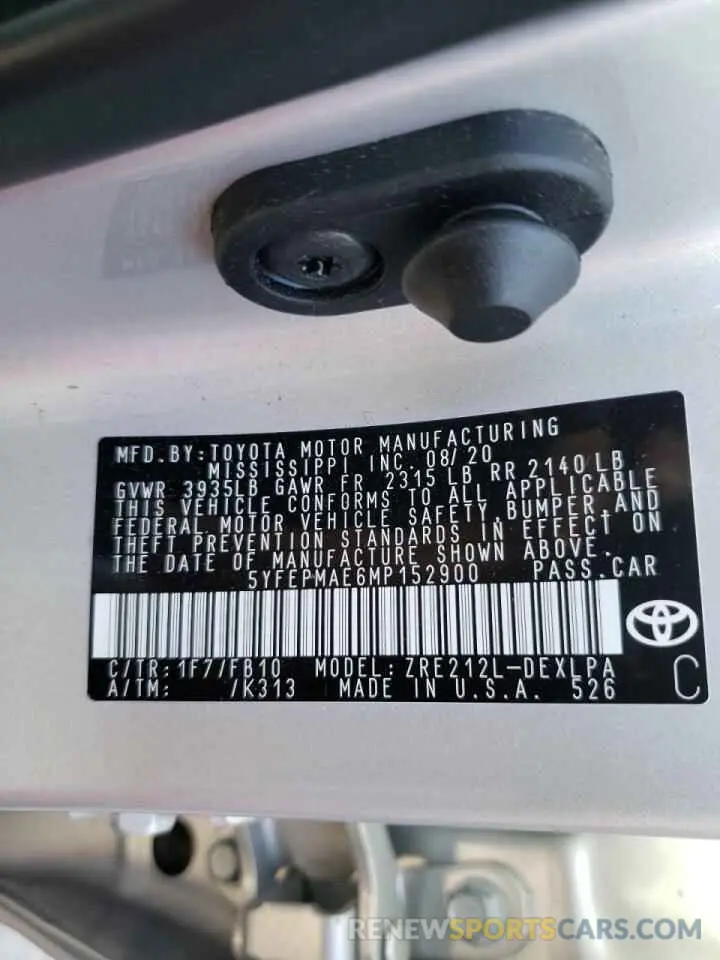 MFD. BY: TOYOTA MOTOR MANUFACTURING
MISSISSIPPI INC. 08/20
GVWR 3935LB GAWR FR 2315 LB RR 2140 LB
THIS VEHICLE CONFORMS TO ALL APPLICABLE
FEDERAL MOTOR VEHICLE SAFETY, BUMPER, AND
THEFT PREVENTION STANDARDS IN EFFECT ON
THE DATE OF MANUFACTURE SHOWN ABOVE.
5YFEPMAE6MP152900 PASS. CAR
C/TR: 1F7/FB10 MODEL: ZRE212L-DEXLPA
A/TM: /K313 MADE IN U.S.A. 526
C
RENEWSPORTSCARS.COM